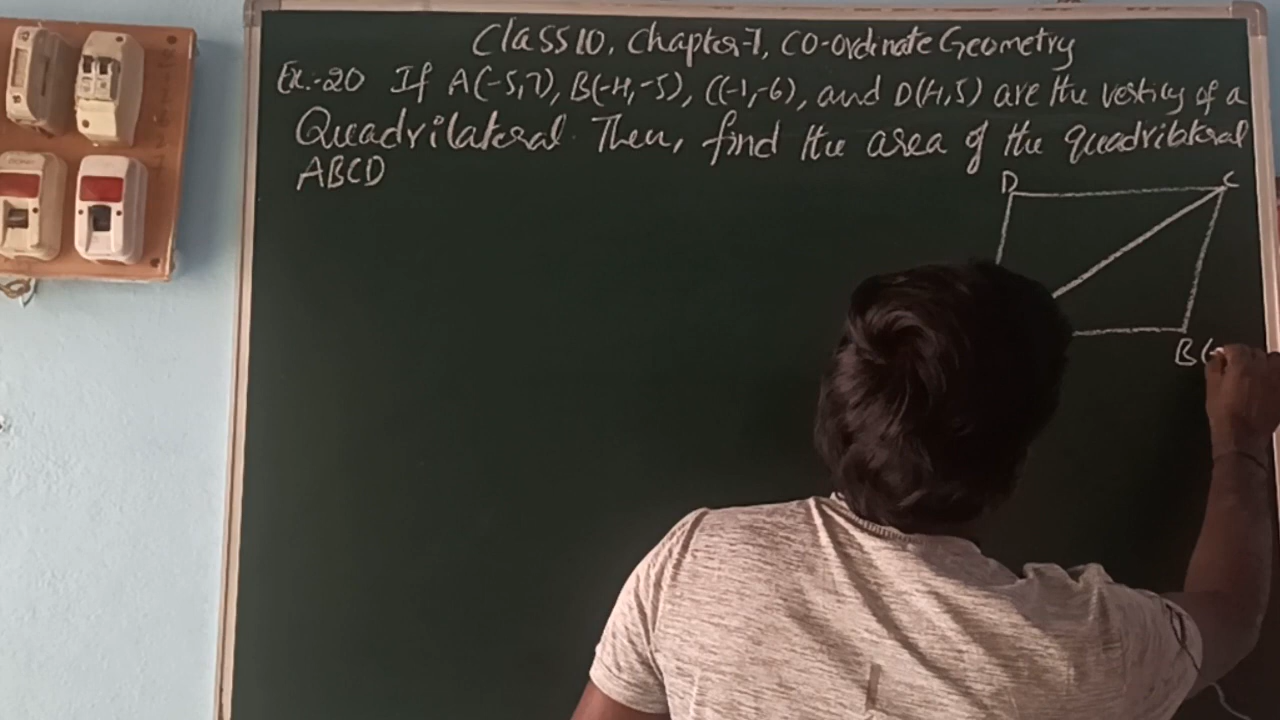 Class 10, Chapter-7, CO-Ordinate Geometry
Ex.-20 If A(-5,7), B(-4,-5), C(-1,-6), and D(4,5) are the vertices of a
Quadrilateral. Then, find the area of the quadrilateral
ABCD
D C
B(-